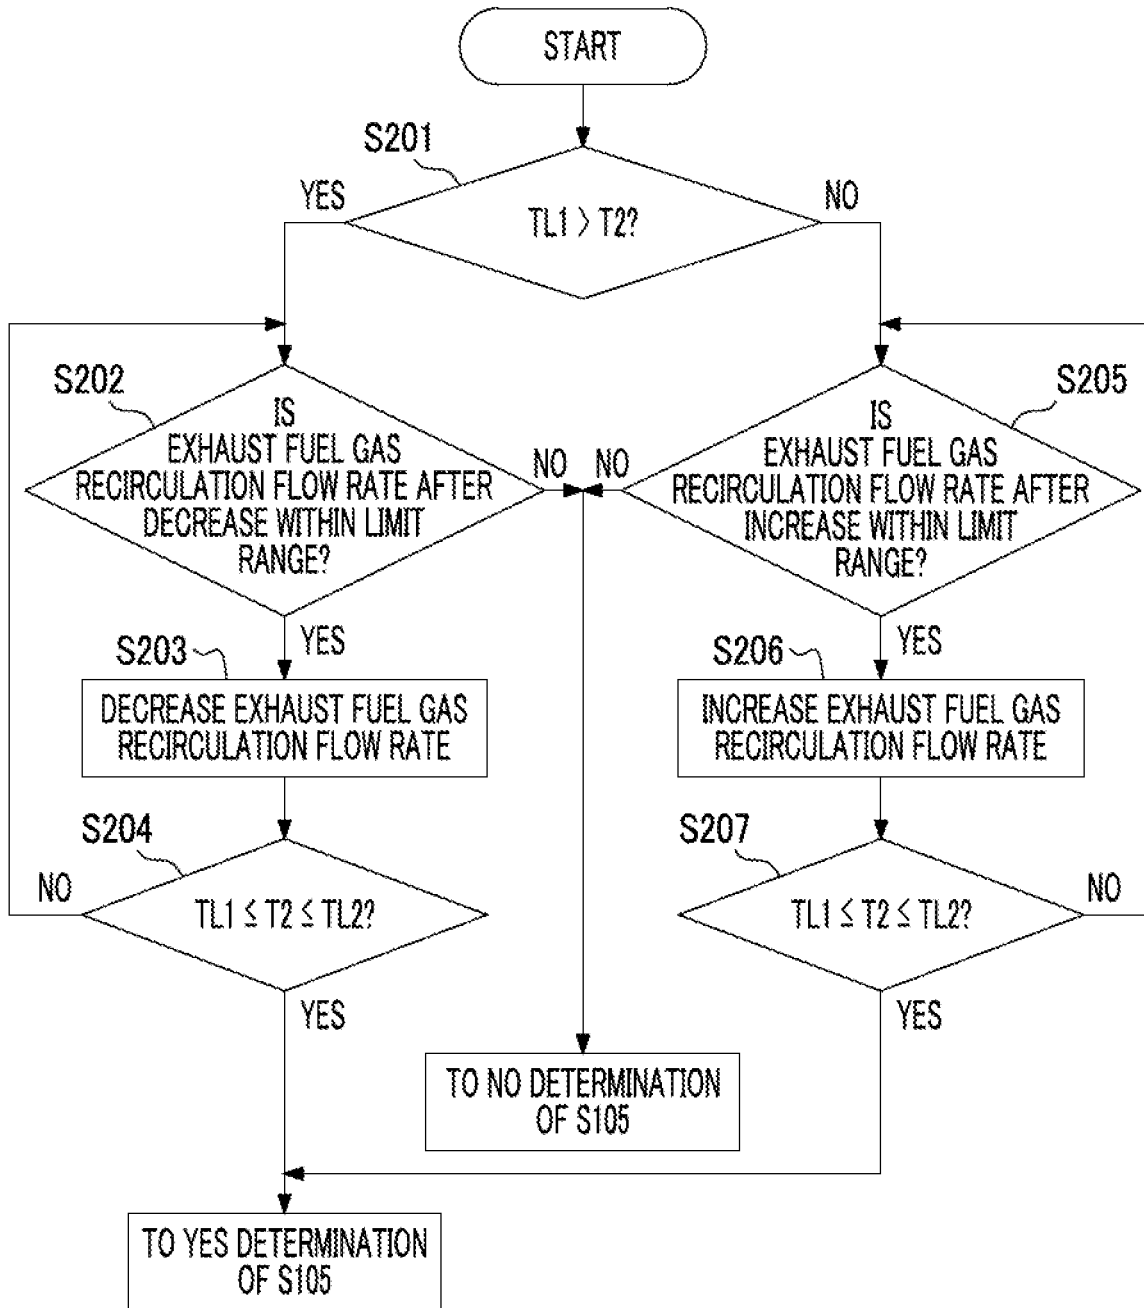 START
S201
YES
NO
TL1 > T2?
S202
IS
EXHAUST FUEL GAS
RECIRCULATION FLOW RATE AFTER
DECREASE WITHIN LIMIT
RANGE?
NO
NO
S205
IS
EXHAUST FUEL GAS
RECIRCULATION FLOW RATE AFTER
INCREASE WITHIN LIMIT
RANGE?
YES
S203
DECREASE EXHAUST FUEL GAS
RECIRCULATION FLOW RATE
YES
S206
INCREASE EXHAUST FUEL GAS
RECIRCULATION FLOW RATE
S204
NO
TL1 ≤ T2 ≤ TL2?
YES
S207
NO
TL1 ≤ T2 ≤ TL2?
YES
TO NO DETERMINATION
OF S105
TO YES DETERMINATION
OF S105